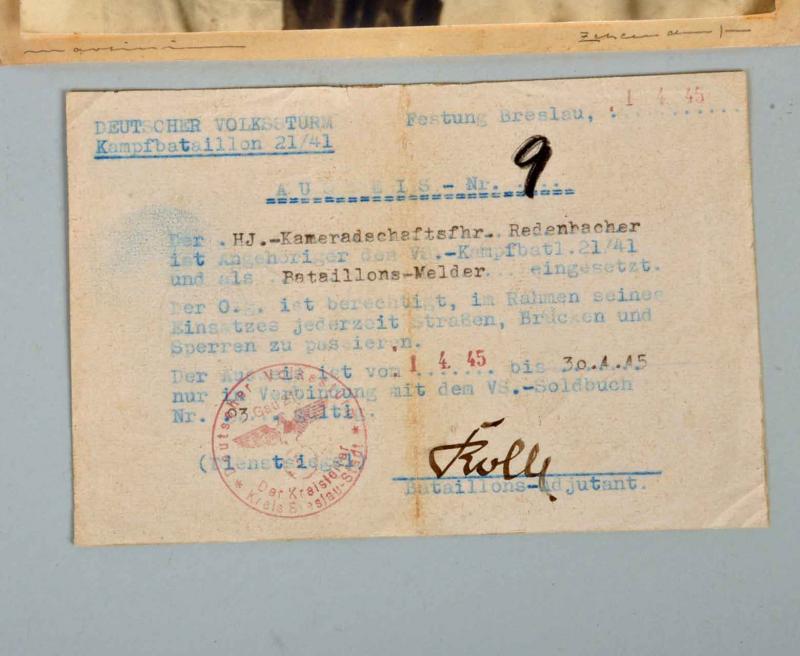 DEUTSCHER VOLKSSTURM
Kampfbataillon 21/41
Festung Breslau, 1 4. 45
AUSWEIS - Nr. 9
Der HJ.-Kameradschaftsfhr. Redenbacher
ist Angehöriger des VS.-Kampfbatl.21/41
und als Bataillons-Melder eingesetzt.
Der O.g. ist berechtigt, im Rahmen seines
Einsatzes jederzeit Straßen, Brücken und
Sperren zu passieren.
Der Ausweis ist vom 1 4. 45 bis 30.4.45
nur in Verbindung mit dem VS.-Soldbuch
Nr. 03 gültig.
(Dienstsiegel)
Bataillons-Adjutant.
Deutscher Volkssturm
Der Kreisleiter
* Kreis Breslau-Stadt *